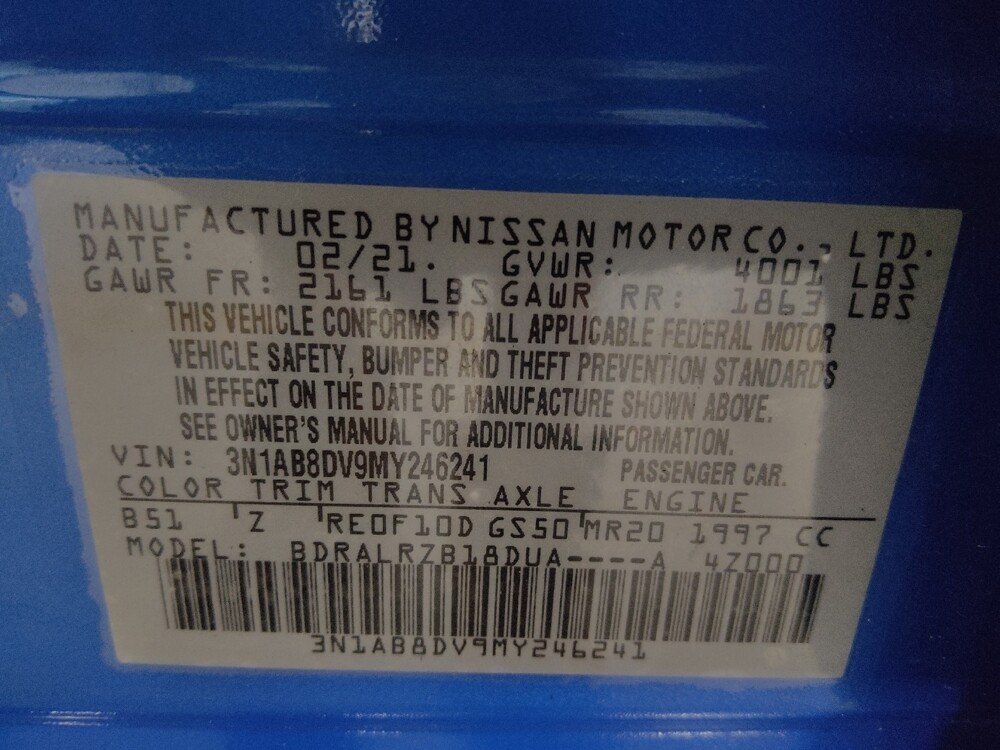 MANUFACTURED BY NISSAN MOTOR CO., LTD.
DATE: 02/21. GVWR: 4001 LBS
GAWR FR: 2161 LBS GAWR RR: 1863 LBS
THIS VEHICLE CONFORMS TO ALL APPLICABLE FEDERAL MOTOR
VEHICLE SAFETY, BUMPER AND THEFT PREVENTION STANDARDS
IN EFFECT ON THE DATE OF MANUFACTURE SHOWN ABOVE.
SEE OWNER'S MANUAL FOR ADDITIONAL INFORMATION.
VIN: 3N1AB8DV9MY246241 PASSENGER CAR.
COLOR TRIM TRANS AXLE ENGINE
B51 Z RE0F10D GS50 MR20 1997 CC
MODEL: BDRALRZB18DUA----A 4Z000
3N1AB8DV9MY246241